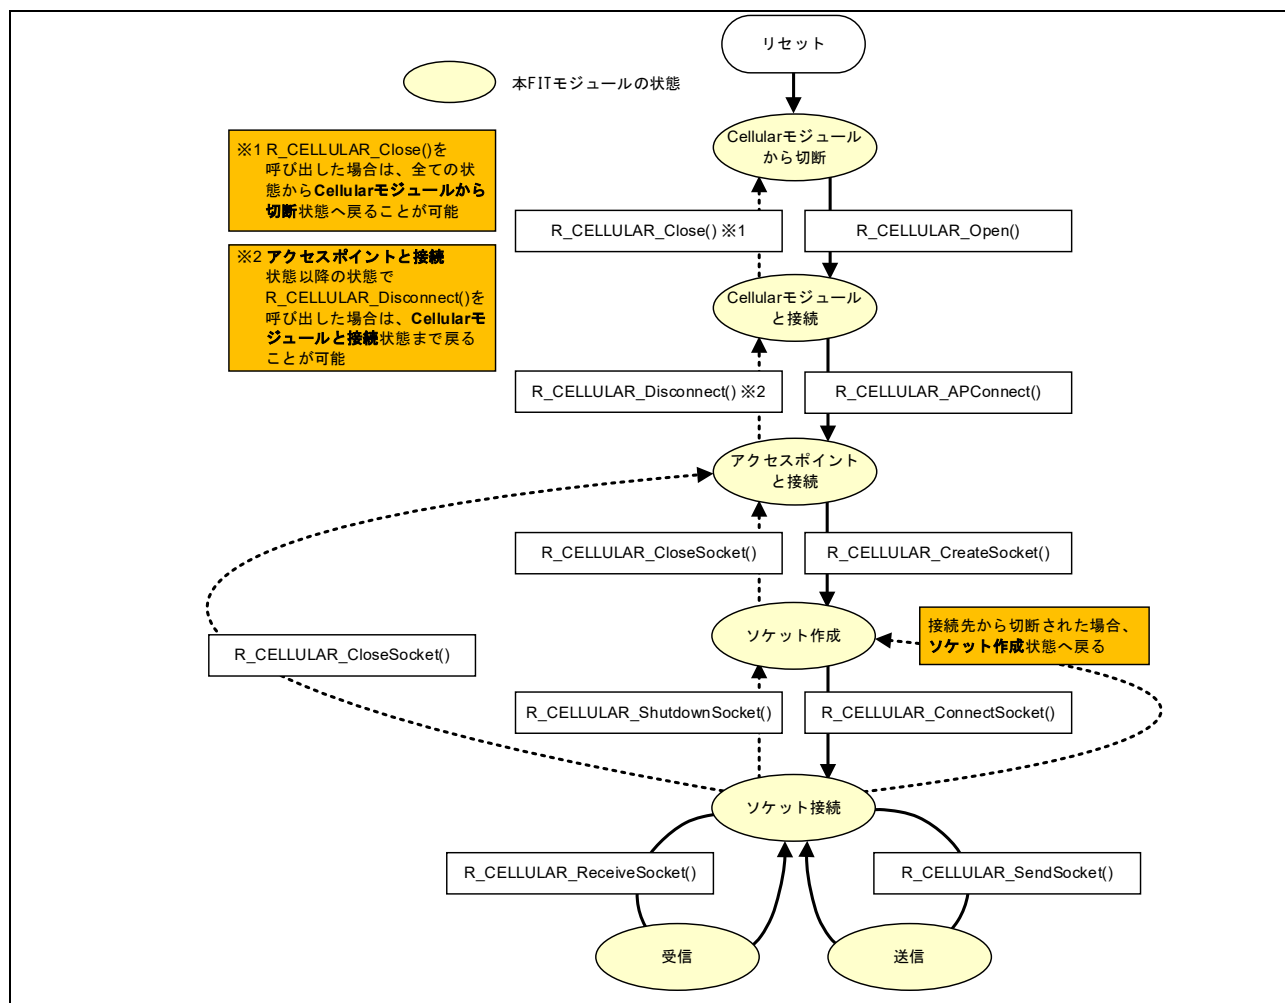 リセット
本FITモジュールの状態
Cellularモジュール
から切断
※1 R_CELLULAR_Close()を
呼び出した場合は、全ての状
態からCellularモジュールから
切断状態へ戻ることが可能
R_CELLULAR_Close() ※1
R_CELLULAR_Open()
※2 アクセスポイントと接続
状態以降の状態で
R_CELLULAR_Disconnect()を
呼び出した場合は、Cellularモ
ジュールと接続状態まで戻る
ことが可能
Cellularモジュール
と接続
R_CELLULAR_Disconnect() ※2
R_CELLULAR_APConnect()
アクセスポイント
と接続
R_CELLULAR_CloseSocket()
R_CELLULAR_CreateSocket()
ソケット作成
接続先から切断された場合、
ソケット作成状態へ戻る
R_CELLULAR_CloseSocket()
R_CELLULAR_ShutdownSocket()
R_CELLULAR_ConnectSocket()
ソケット接続
R_CELLULAR_ReceiveSocket()
R_CELLULAR_SendSocket()
受信
送信